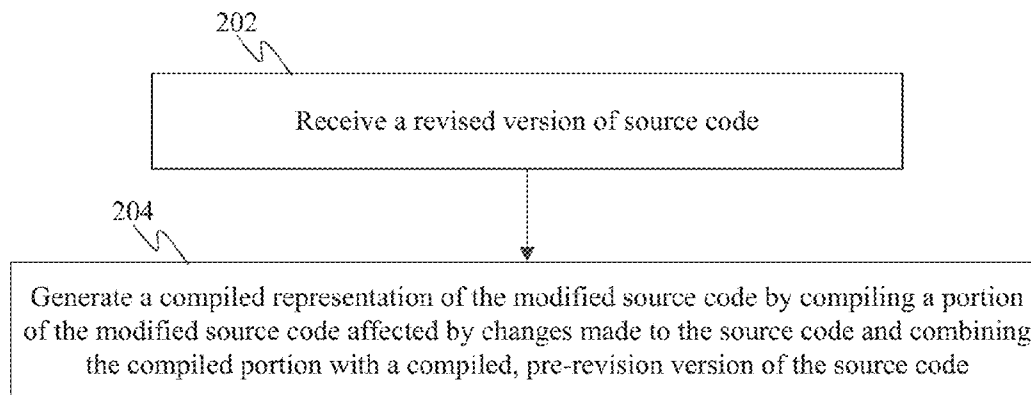 202
Receive a revised version of source code
204
Generate a compiled representation of the modified source code by compiling a portion
of the modified source code affected by changes made to the source code and combining
the compiled portion with a compiled, pre-revision version of the source code